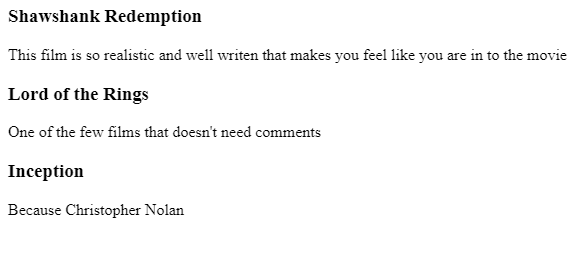 Shawshank Redemption
This film is so realistic and well writen that makes you feel like you are in to the movie
Lord of the Rings
One of the few films that doesn't need comments
Inception
Because Christopher Nolan